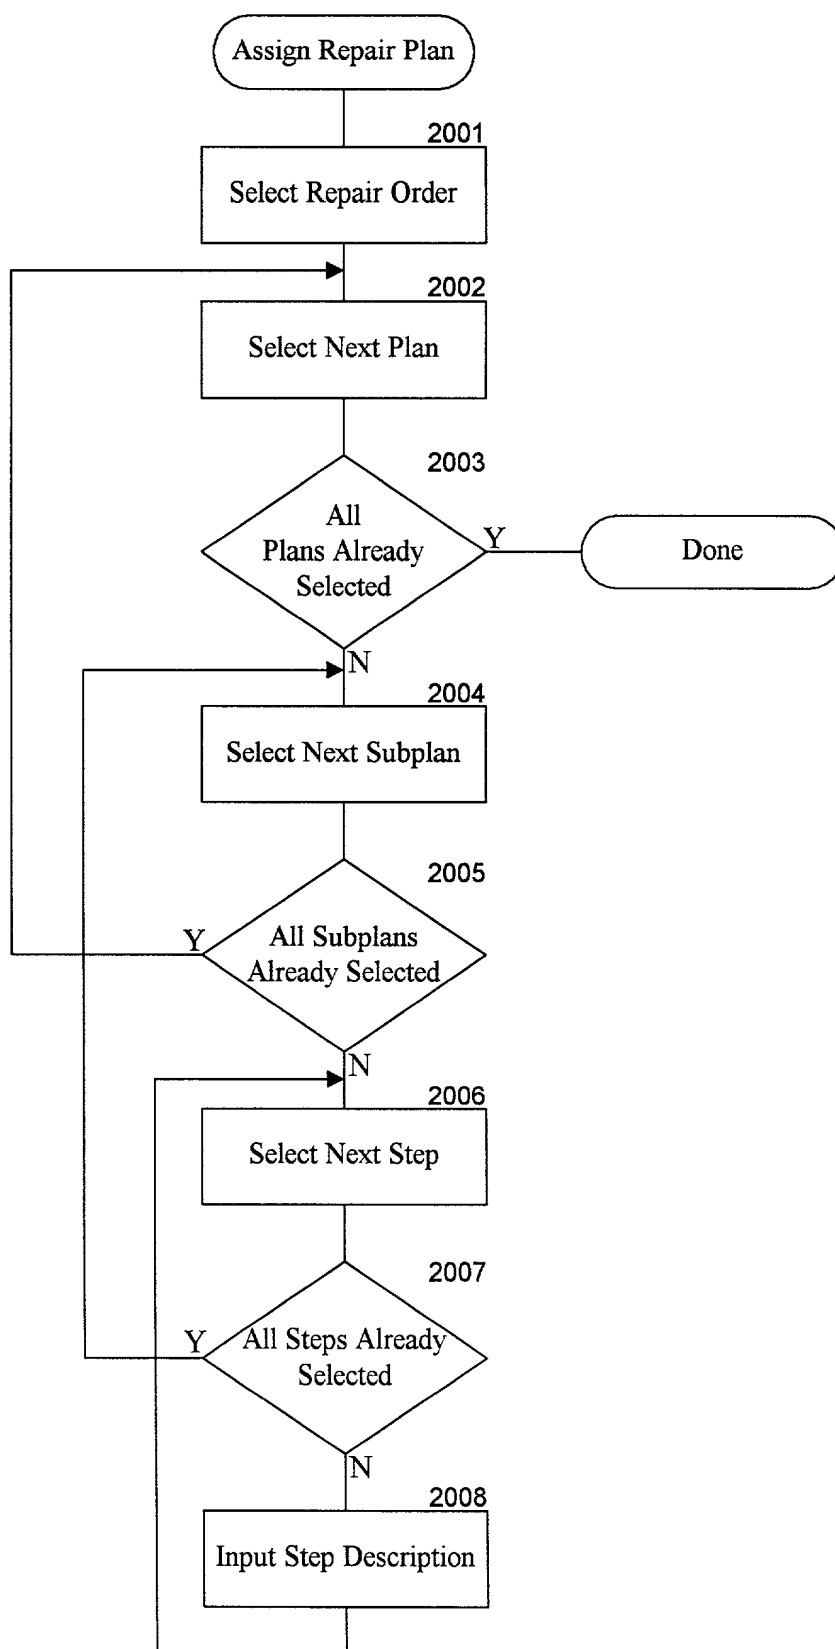 Assign Repair Plan
2001
Select Repair Order
2002
Select Next Plan
2003
All
Plans Already
Selected
Y
Done
N
2004
Select Next Subplan
2005
Y
All Subplans
Already Selected
N
2006
Select Next Step
2007
Y
All Steps Already
Selected
N
2008
Input Step Description